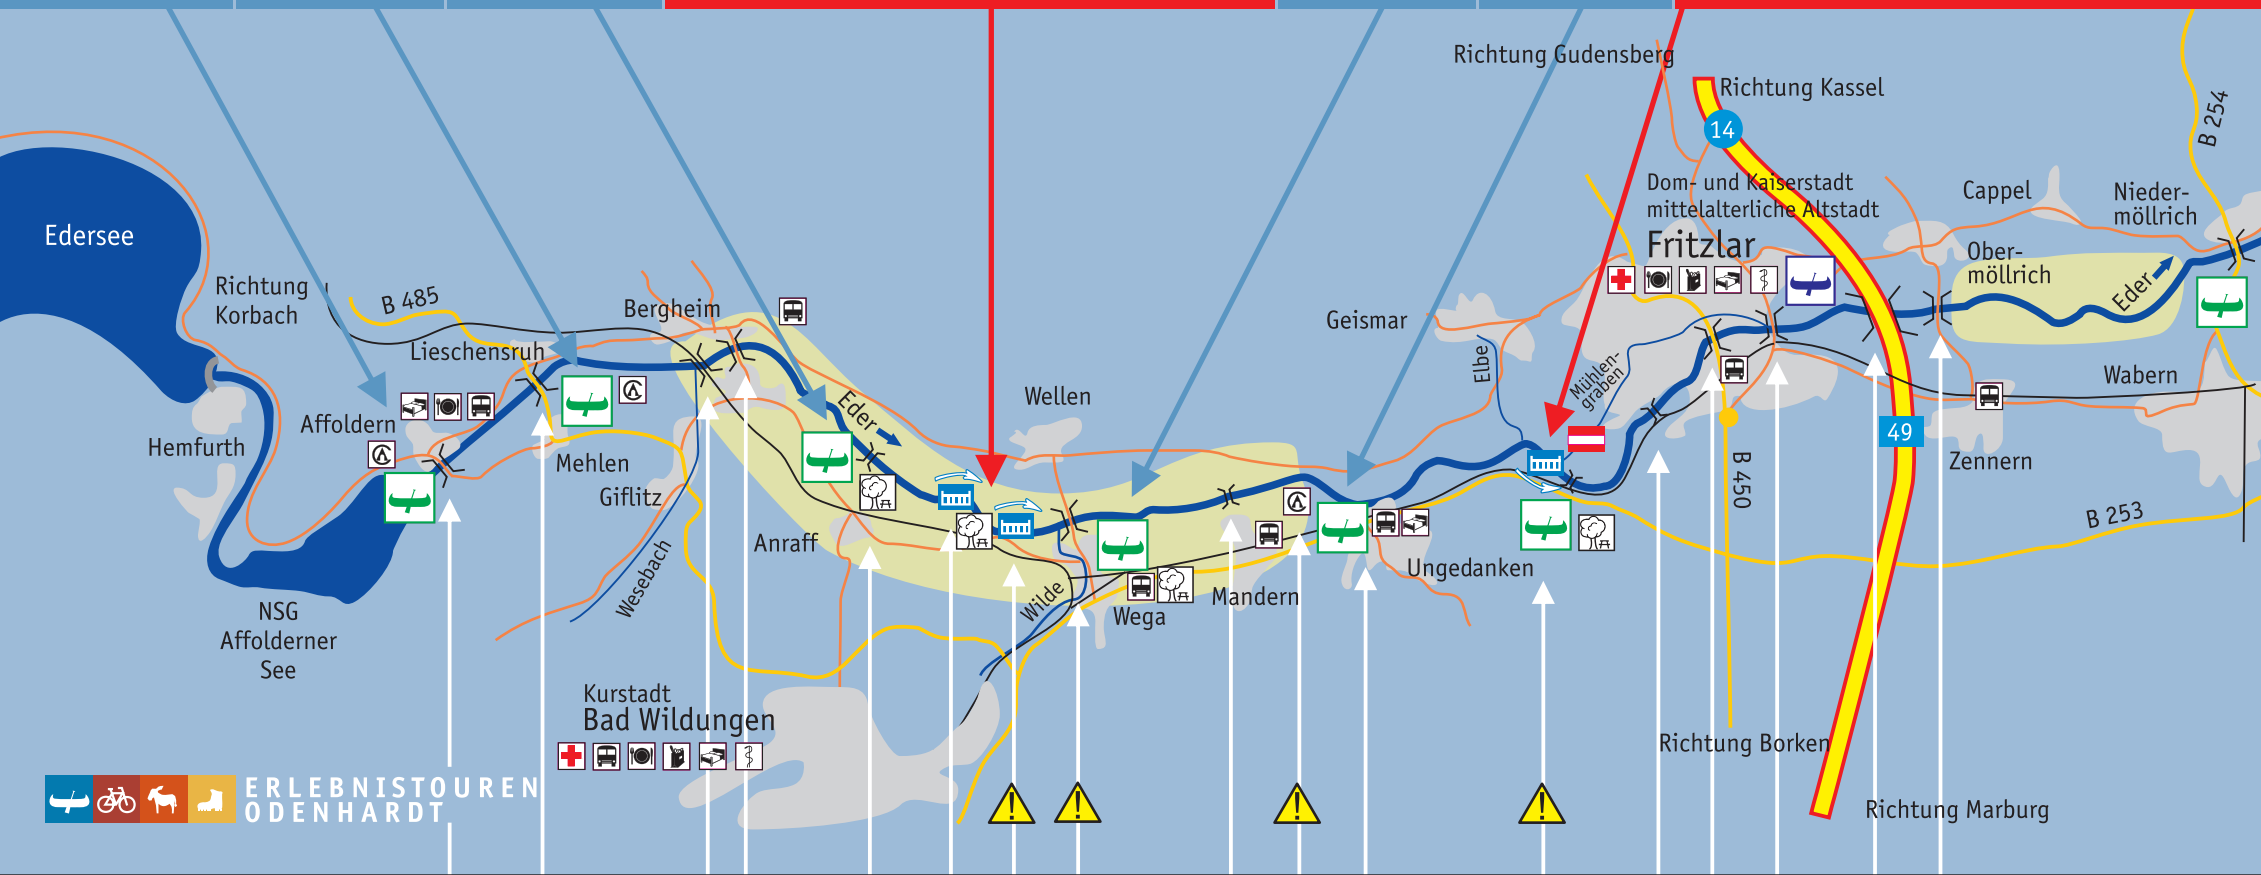 Richtung Gudensberg
Richtung Kassel
14
B 254
Dom- und Kaiserstadt
mittelalterliche Altstadt
Fritzlar
Cappel
Nieder-
möllrich
Ober-
möllrich
Eder
Edersee
Richtung
Korbach
B 485
Bergheim
Lieschensruh
Geismar
Elbe
Mühlen-
graben
Wabern
Affoldern
Eder
Wellen
Hemfurth
Mehlen
Giflitz
49
Zennern
B 450
B 253
Anraff
Wesebach
Wilde
Wega
Mandern
Ungedanken
NSG
Affolderner
See
Kurstadt
Bad Wildungen
Richtung Borken
Richtung Marburg
ERLEBNISTOUREN
ODENHARDT
!
!
!
!